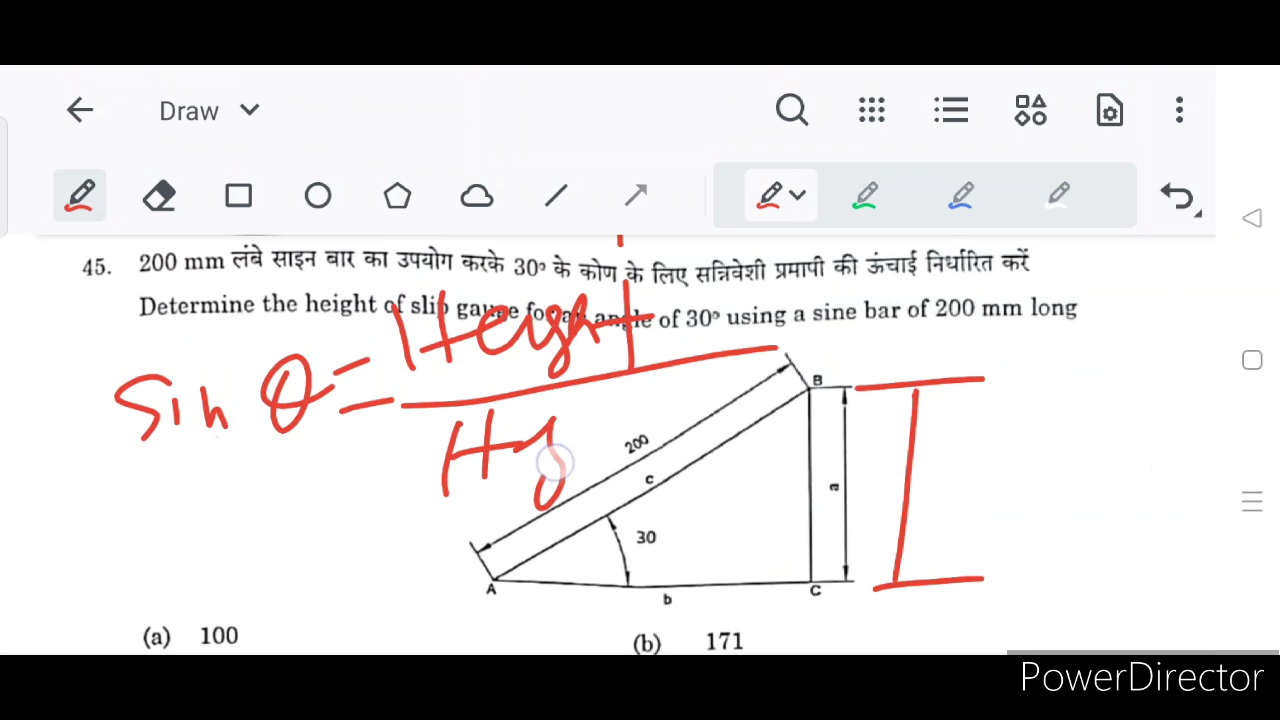 Draw
45. 200 mm लंबे साइन बार का उपयोग करके 30° के कोण के लिए सन्निवेशी प्रमापी की ऊंचाई निर्धारित करें
Determine the height of slip gauge for an angle of 30° using a sine bar of 200 mm long
Sin θ = Height
Hy
B
200
c
a
30
A
b
C
(a) 100
(b) 171
PowerDirector